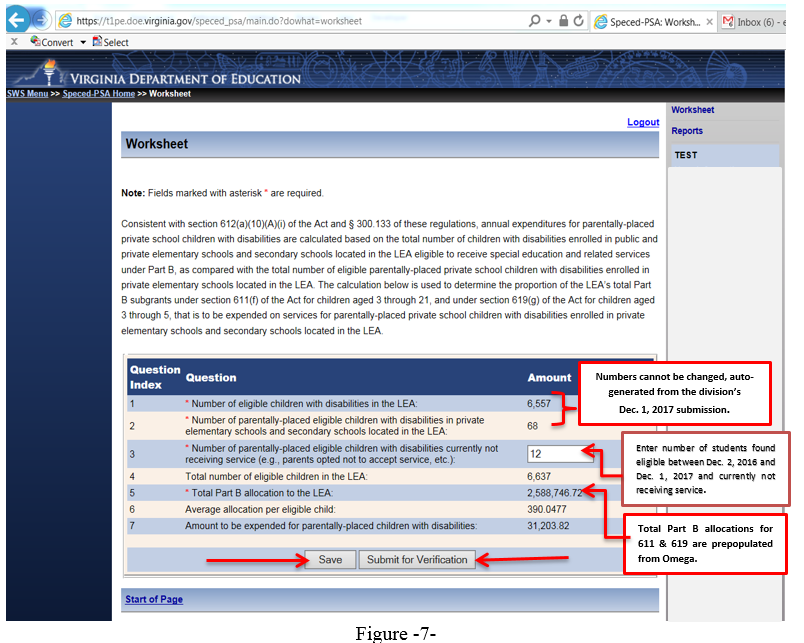 https://t1pe.doe.virginia.gov/speced_psa/main.do?dowhat=worksheet
Speced-PSA: Worksh...
Inbox (6) - e
x Convert Select
VIRGINIA DEPARTMENT OF EDUCATION
SWS Menu >> Speced-PSA Home >> Worksheet
Worksheet
Reports
TEST
Logout
Worksheet
Note: Fields marked with asterisk * are required.
Consistent with section 612(a)(10)(A)(i) of the Act and § 300.133 of these regulations, annual expenditures for parentally-placed
private school children with disabilities are calculated based on the total number of children with disabilities enrolled in public and
private elementary schools and secondary schools located in the LEA eligible to receive special education and related services
under Part B, as compared with the total number of eligible parentally-placed private school children with disabilities enrolled in
private elementary schools located in the LEA. The calculation below is used to determine the proportion of the LEA's total Part
B subgrants under section 611(f) of the Act for children aged 3 through 21, and under section 619(g) of the Act for children aged
3 through 5, that is to be expended on services for parentally-placed private school children with disabilities enrolled in private
elementary schools and secondary schools located in the LEA.
Question Index Question Amount
1 * Number of eligible children with disabilities in the LEA: 6,557
2 * Number of parentally-placed eligible children with disabilities in private
elementary schools and secondary schools located in the LEA: 68
3 * Number of parentally-placed eligible children with disabilities currently not
receiving service (e.g., parents opted not to accept service, etc.): 12
4 Total number of eligible children in the LEA: 6,637
5 * Total Part B allocation to the LEA: 2,588,746.72
6 Average allocation per eligible child: 390.0477
7 Amount to be expended for parentally-placed children with disabilities: 31,203.82
Save Submit for Verification
Start of Page
Numbers cannot be changed, auto-
generated from the division's
Dec. 1, 2017 submission.
Enter number of students found
eligible between Dec. 2, 2016 and
Dec. 1, 2017 and currently not
receiving service.
Total Part B allocations for
611 & 619 are prepopulated
from Omega.
Figure -7-